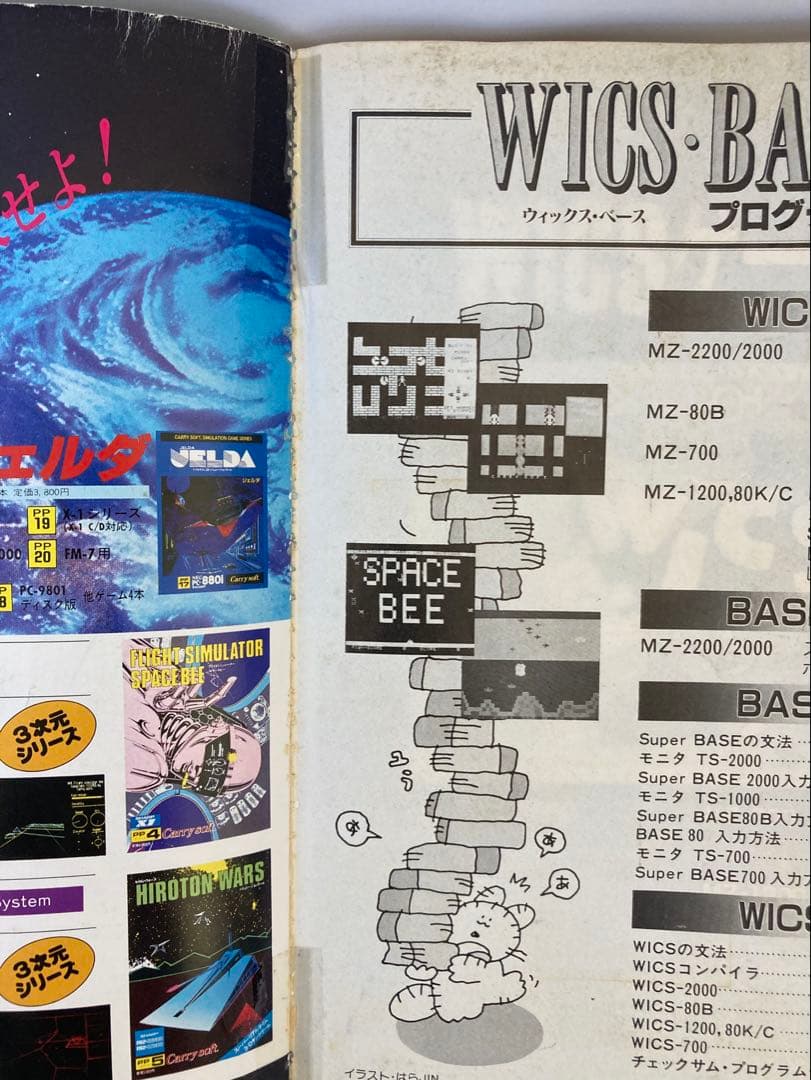 せよ!
ェルダ
本 定価3,800円
PP
19
X-1シリーズ
(X-1 C/D対応)
000
PP
20
FM-7用
PC-9801
ディスク版
他ゲーム4本
CARRY SOFT. SIMULATION GAME SERIES
JELDA
ジェルダ
PP
17
PC-8801
Carry soft
3次元
シリーズ
FLIGHT SIMULATOR
SPACE BEE
X1
PP 4
Carry soft
ystem
3次元
シリーズ
HIROTON WARS
PP 5
Carry soft
WICS・BA
ウィックス・ベース
プログ
WIC
MZ-2200/2000
MZ-80B
MZ-700
MZ-1200,80K/C
SPACE
BEE
BAS
MZ-2200/2000
BAS
Super BASEの文法
モニタ TS-2000
Super BASE 2000入力
モニタ TS-1000
Super BASE80B入力
BASE 80 入力方法
モニタ TS-700
Super BASE700 入力
WICS
WICSの文法
WICSコンパイラ
WICS-2000
WICS-80B
WICS-1200,80K/C
WICS-700
チェックサム・プログラム
あ
あ
あ
イラスト・はらJIN